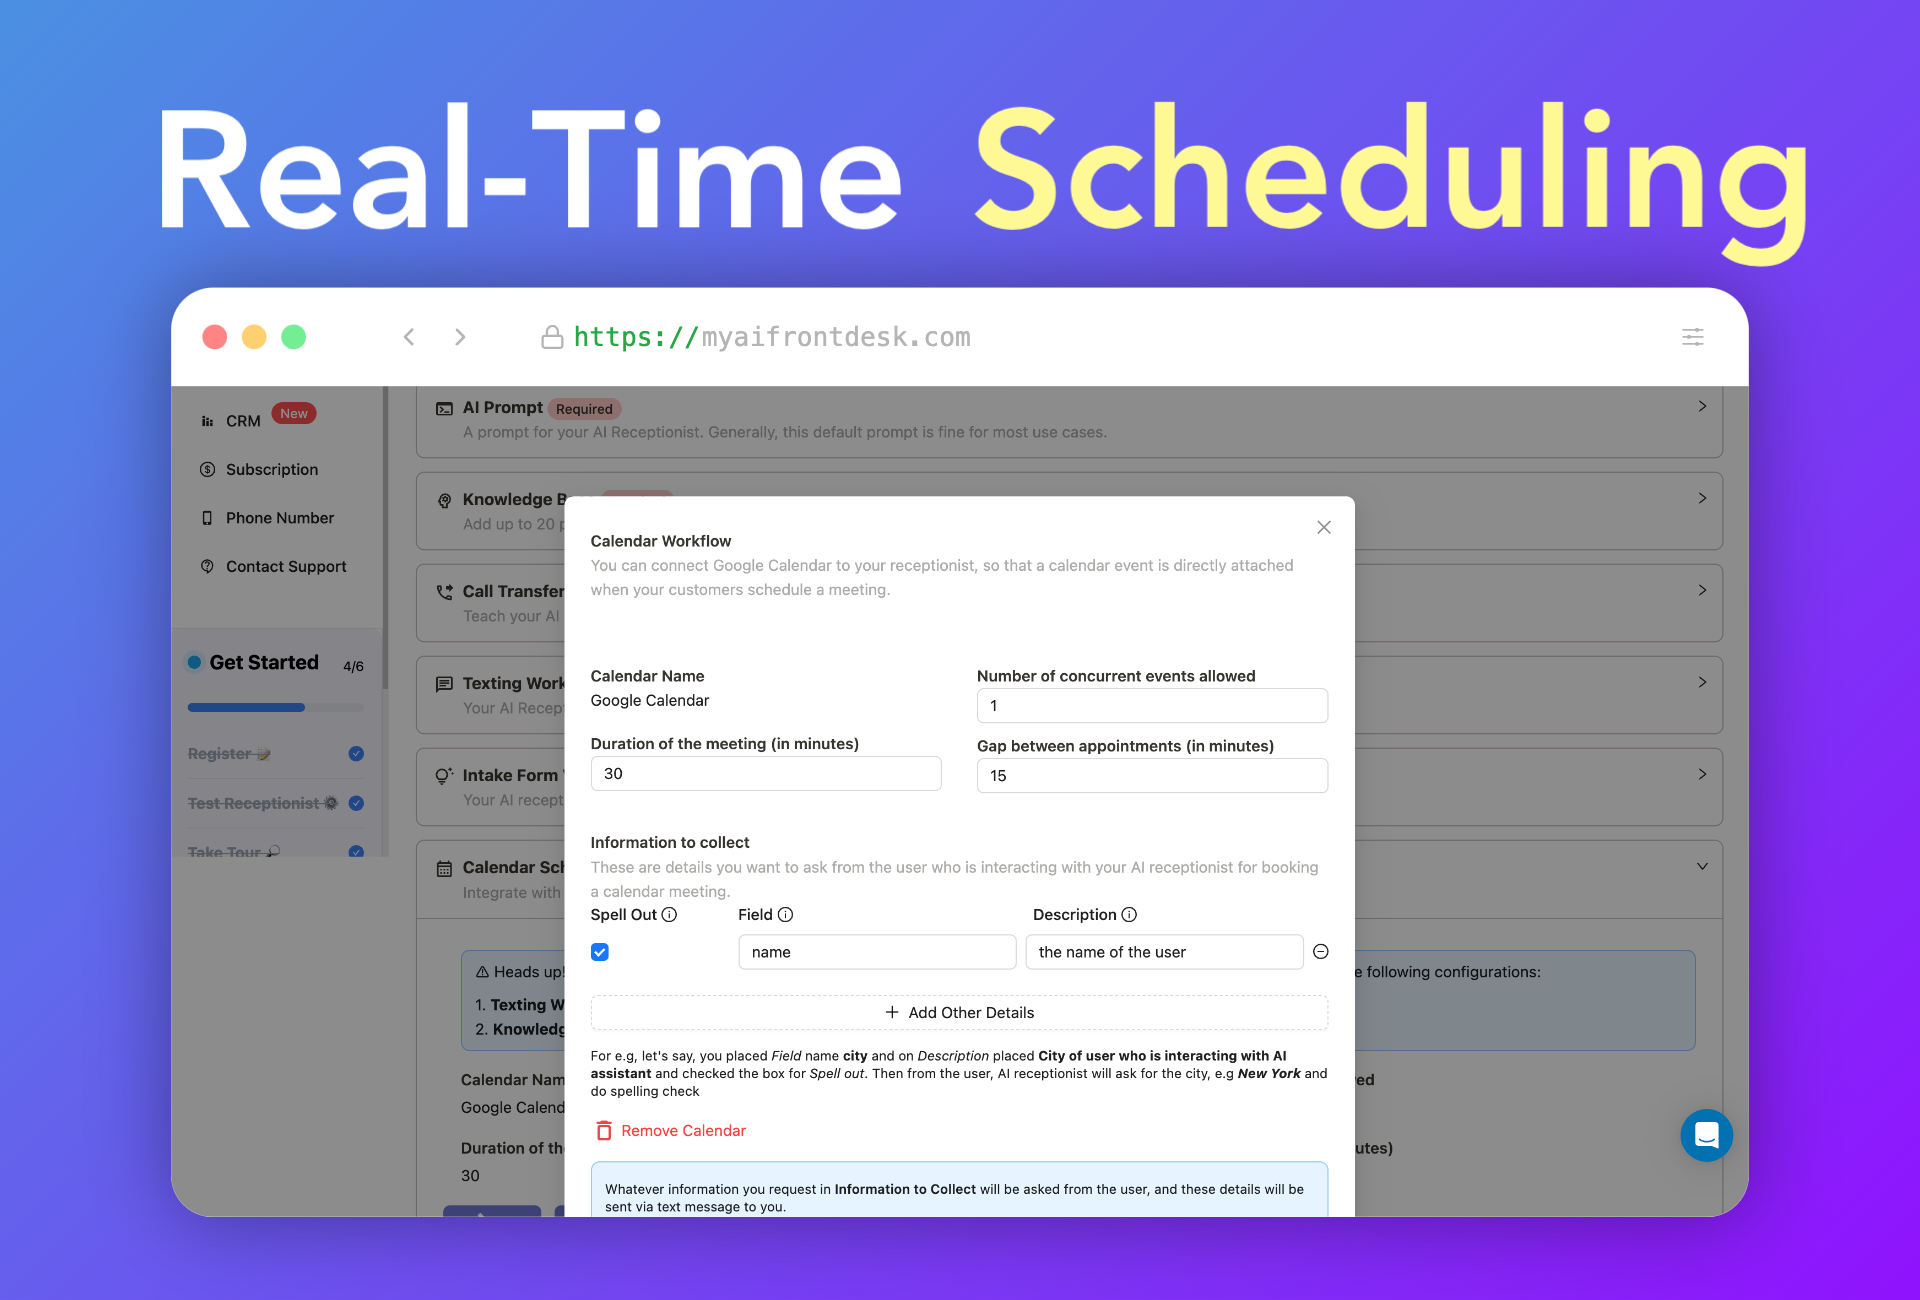 Real-Time Scheduling
https://myaifrontdesk.com
CRM New
Subscription
Phone Number
Contact Support
Get Started 4/6
Register
Test Receptionist
Take Tour
AI Prompt Required
A prompt for your AI Receptionist. Generally, this default prompt is fine for most use cases.
Knowledge B
Add up to 20
Call Transfer
Teach your AI
Texting Work
Your AI Recep
Intake Form
Your AI recept
Calendar Sch
Integrate with
Heads up! e following configurations:
1. Texting W
2. Knowledg
Calendar Nam ed
Google Calend
Duration of th utes)
30
Calendar Workflow
You can connect Google Calendar to your receptionist, so that a calendar event is directly attached
when your customers schedule a meeting.
Calendar Name
Google Calendar
Number of concurrent events allowed
1
Duration of the meeting (in minutes)
30
Gap between appointments (in minutes)
15
Information to collect
These are details you want to ask from the user who is interacting with your AI receptionist for booking
a calendar meeting.
Spell Out Field Description
name the name of the user
+ Add Other Details
For e.g, let's say, you placed Field name city and on Description placed City of user who is interacting with AI
assistant and checked the box for Spell out. Then from the user, AI receptionist will ask for the city, e.g New York and
do spelling check
Remove Calendar
Whatever information you request in Information to Collect will be asked from the user, and these details will be
sent via text message to you.